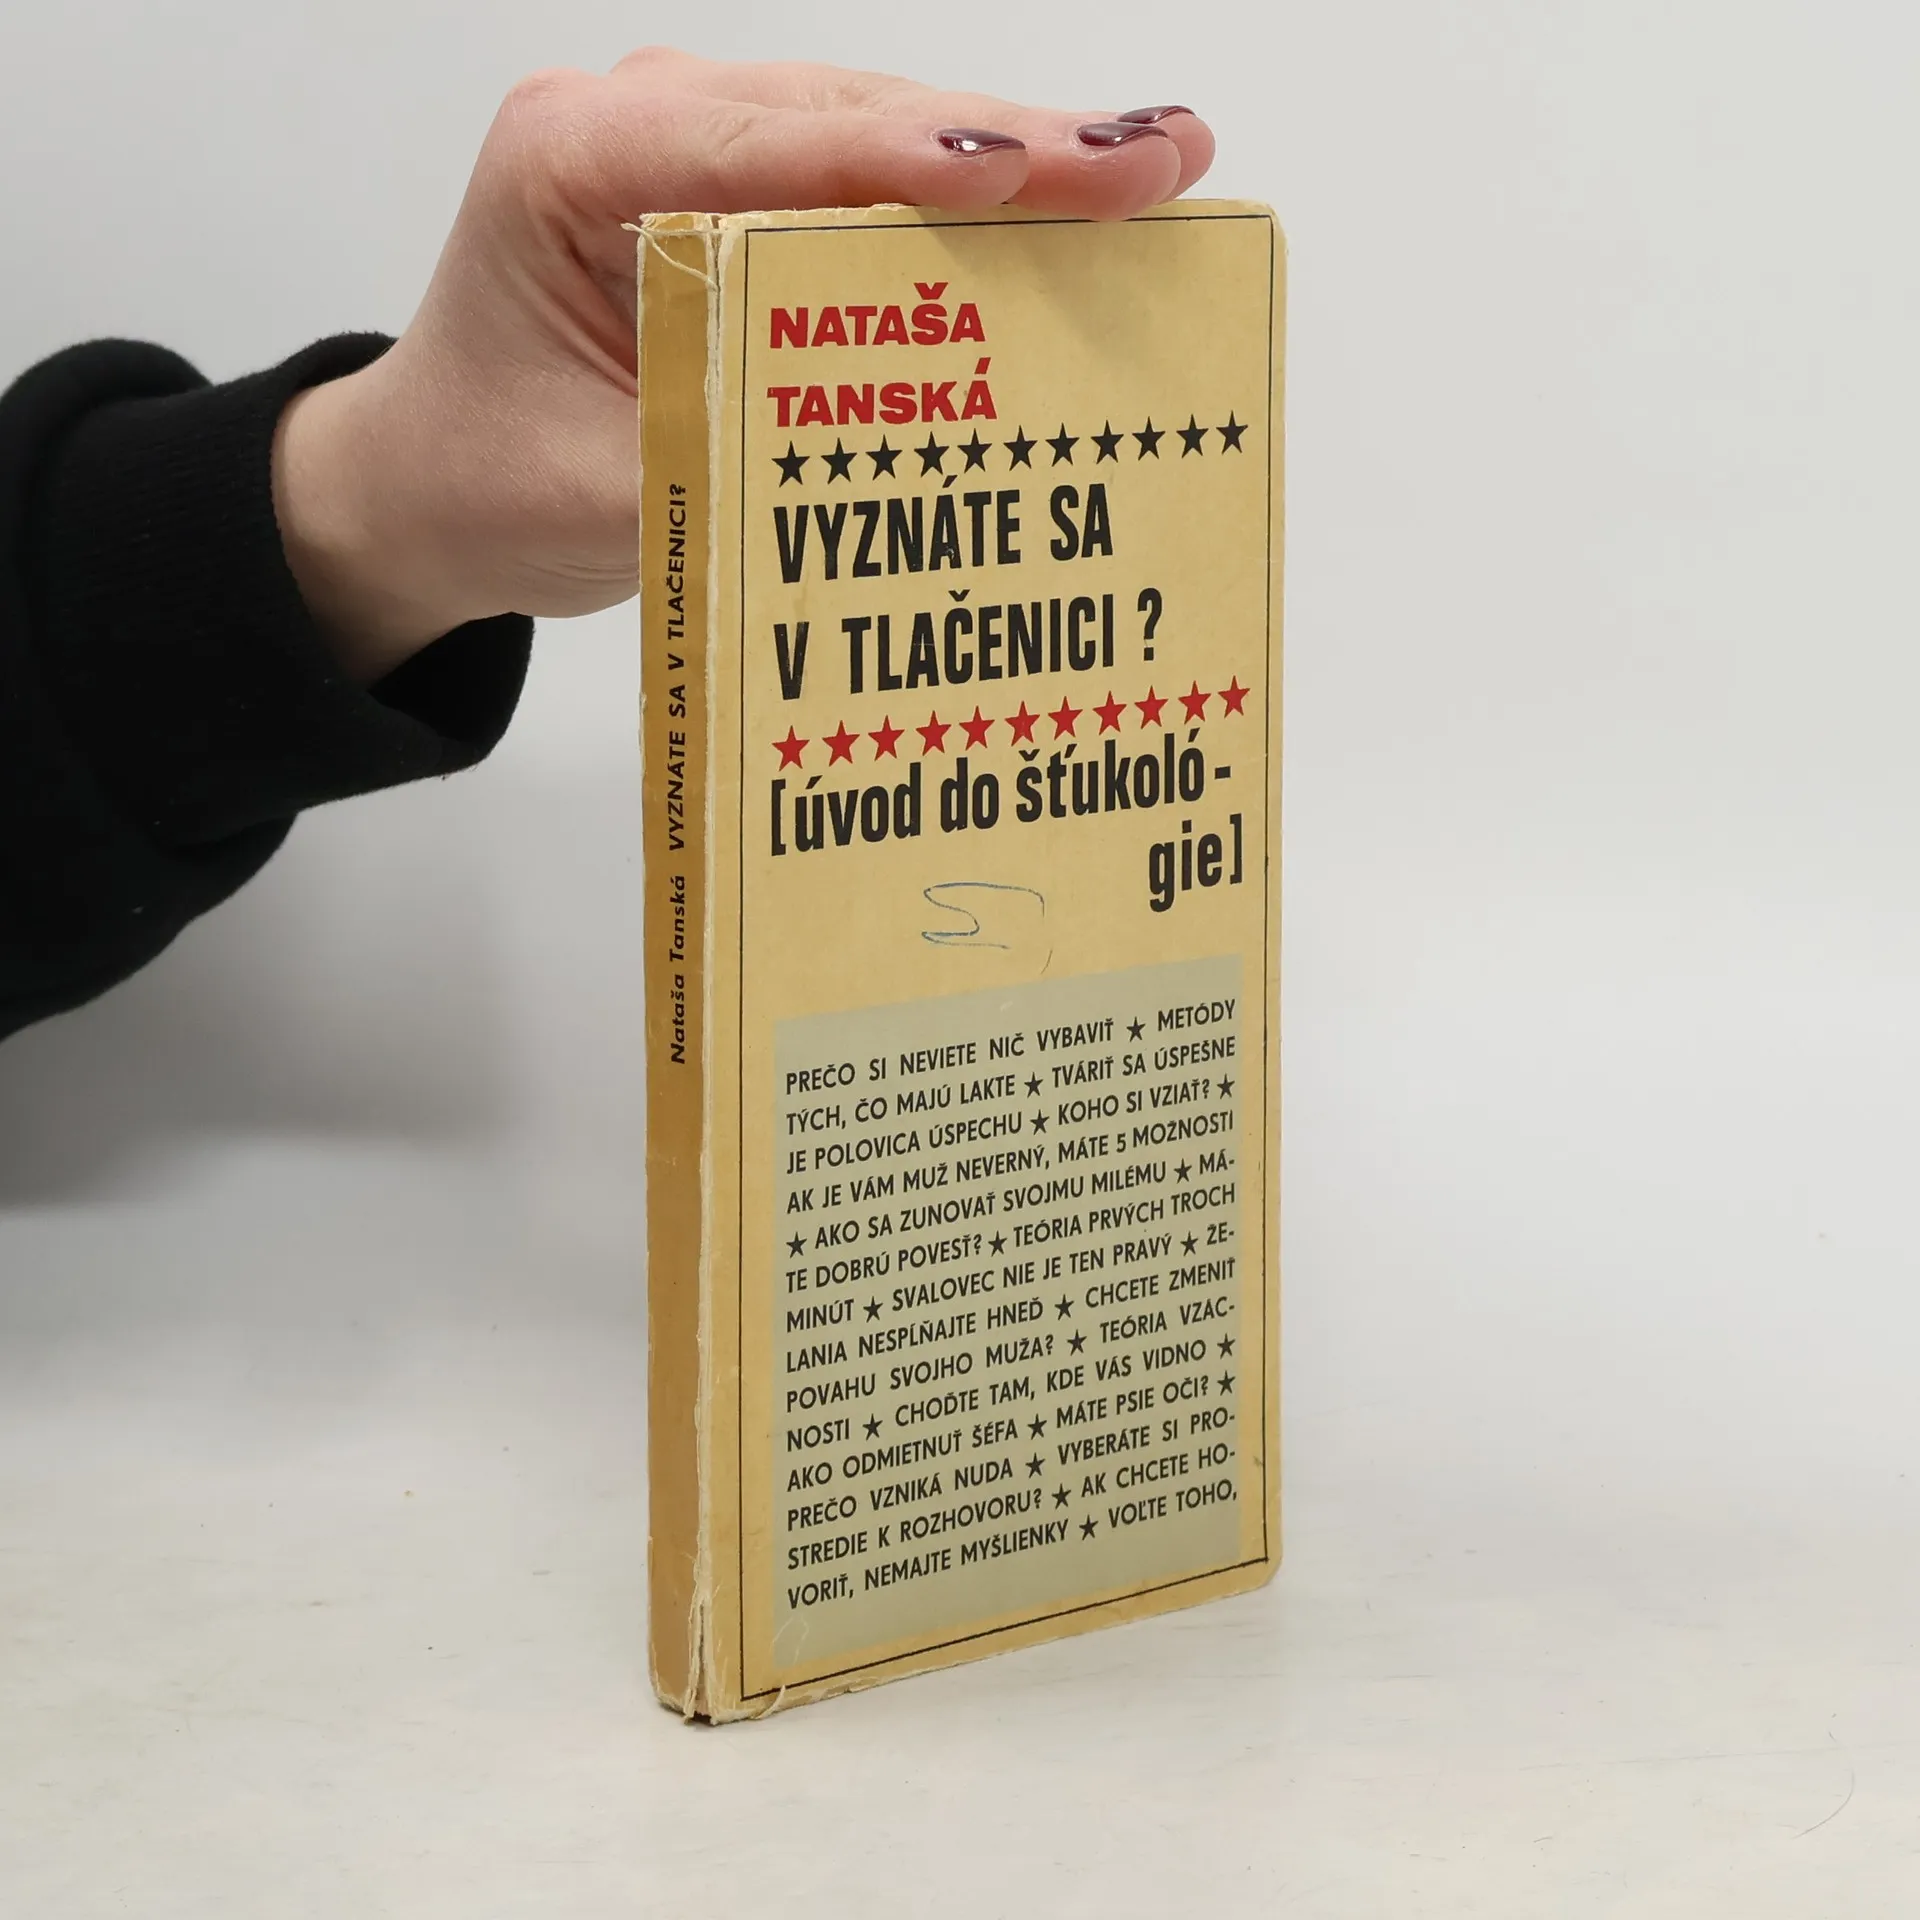 NATAŠA
TANSKÁ
VYZNÁTE SA
V TLAČENICI ?
[úvod do šťukoló-
gie]
PREČO SI NEVIETE NIČ VYBAVIŤ ★ METÓDY
TÝCH, ČO MAJÚ LAKTE ★ TVÁRIŤ SA ÚSPEŠNE
JE POLOVICA ÚSPECHU ★ KOHO SI VZIAŤ? ★
AK JE VÁM MUŽ NEVERNÝ, MÁTE 5 MOŽNOSTI
★ AKO SA ZUNOVAŤ SVOJMU MILÉMU ★ MÁ-
TE DOBRÚ POVESŤ? ★ TEÓRIA PRVÝCH TROCH
MINÚT ★ SVALOVEC NIE JE TEN PRAVÝ ★ ŽE-
LANIA NESPĹŇAJTE HNEĎ ★ CHCETE ZMENIŤ
POVAHU SVOJHO MUŽA? ★ TEÓRIA VZÁC-
NOSTI ★ CHOĎTE TAM, KDE VÁS VIDNO ★
AKO ODMIETNUŤ ŠÉFA ★ MÁTE PSIE OČI? ★
PREČO VZNIKÁ NUDA ★ VYBERÁTE SI PRO-
STREDIE K ROZHOVORU? ★ AK CHCETE HO-
VORIŤ, NEMAJTE MYŠLIENKY ★ VOĽTE TOHO,
Nataša Tanská VYZNÁTE SA V TLAČENICI?